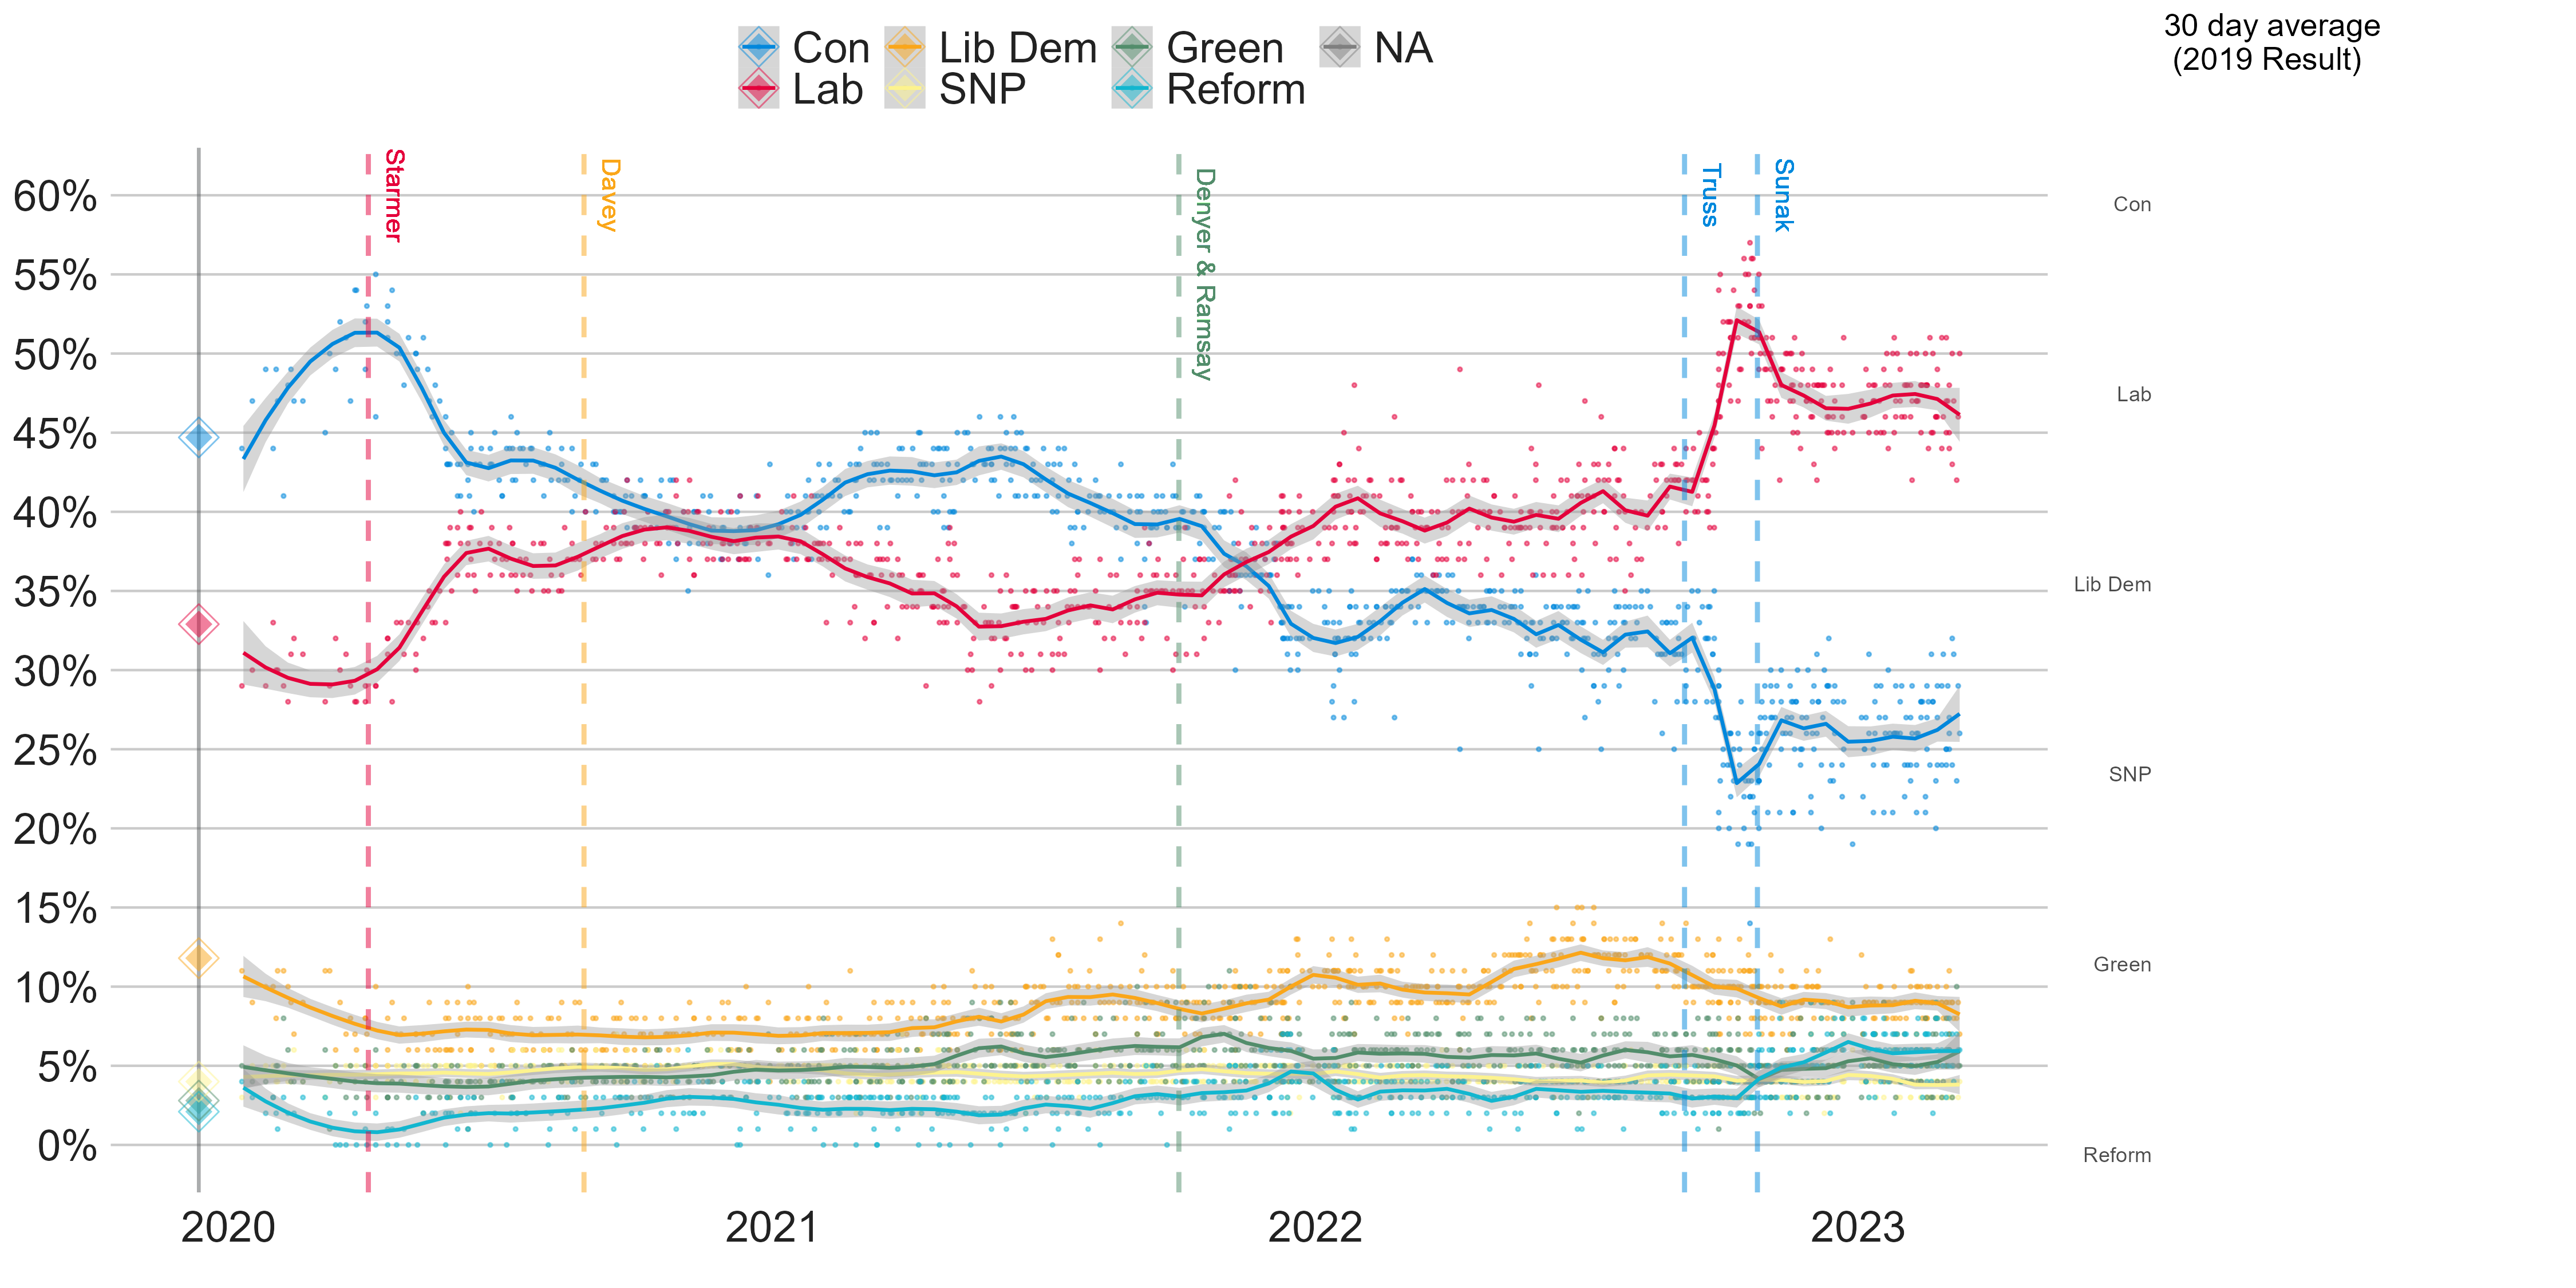 Con Lib Dem Green NA
Lab SNP Reform
30 day average
(2019 Result)
Starmer
Davey
Denyer & Ramsay
Truss
Sunak
60%
55%
50%
45%
40%
35%
30%
25%
20%
15%
10%
5%
0%
Con
Lab
Lib Dem
SNP
Green
Reform
2020 2021 2022 2023